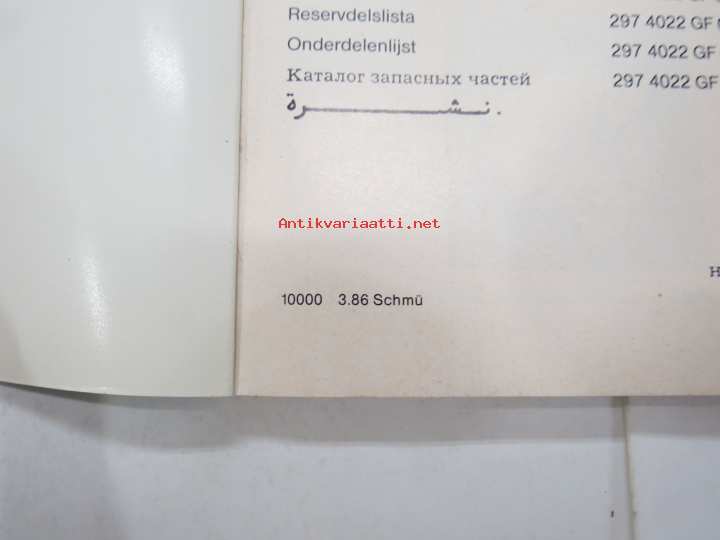 Reservdelslista 297 4022 GF
Onderdelenlijst 297 4022 GF
Каталог запасных частей 297 4022 GF
نشرة.
Antikvariaatti.net
10000 3.86 Schmü